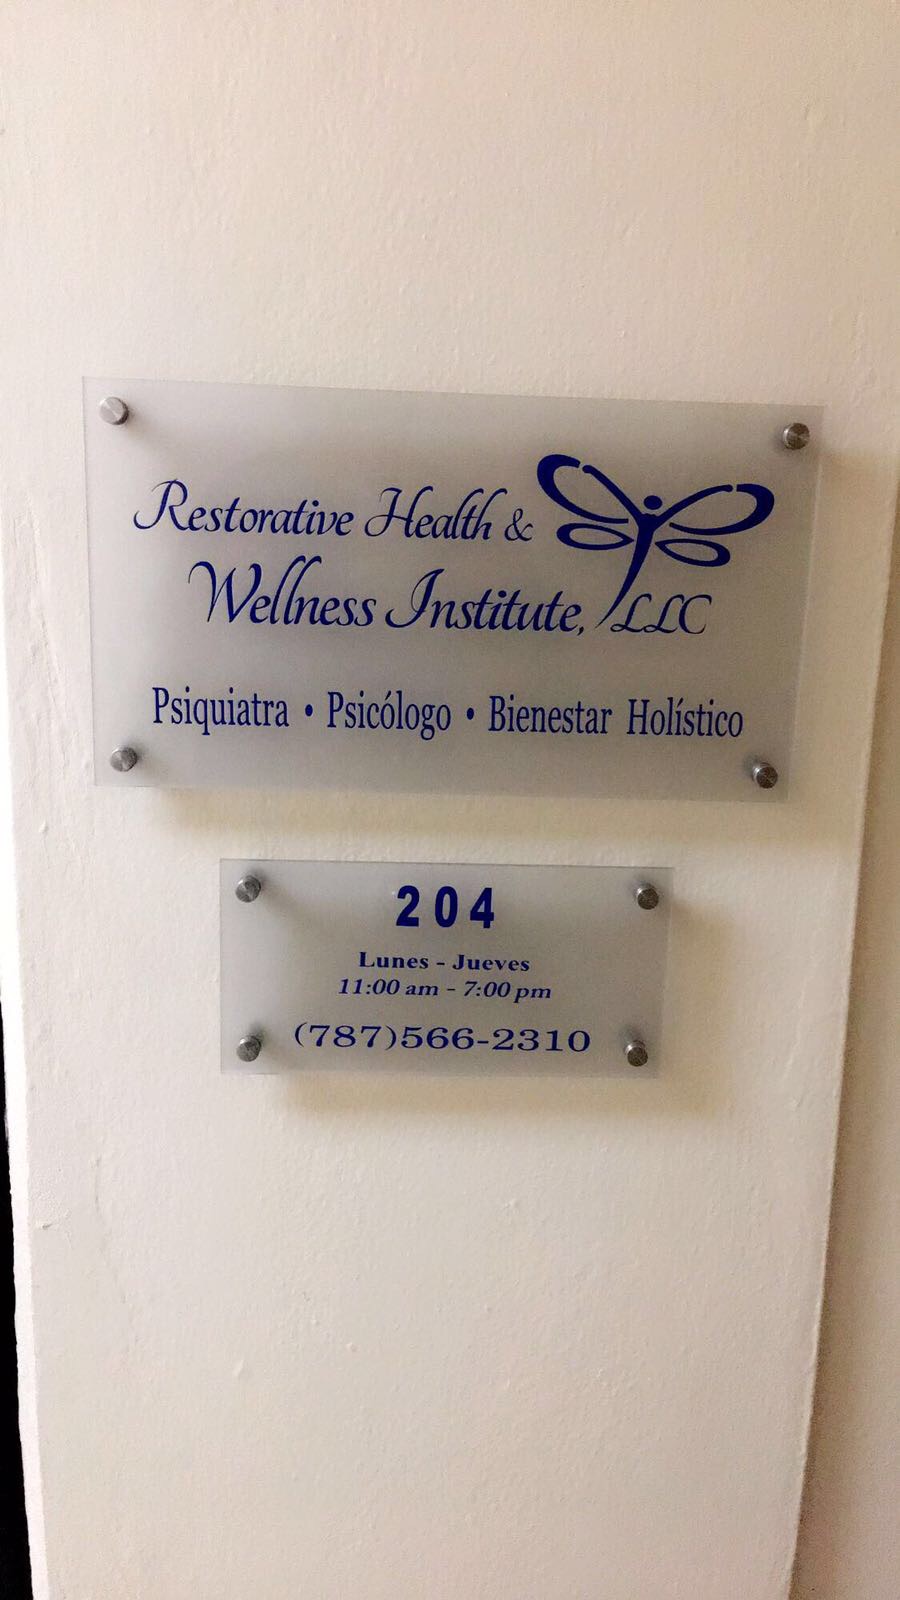 Restorative Health &
Wellness Institute, LLC
Psiquiatra • Psicólogo • Bienestar Holístico
204
Lunes - Jueves
11:00 am - 7:00 pm
(787)566-2310